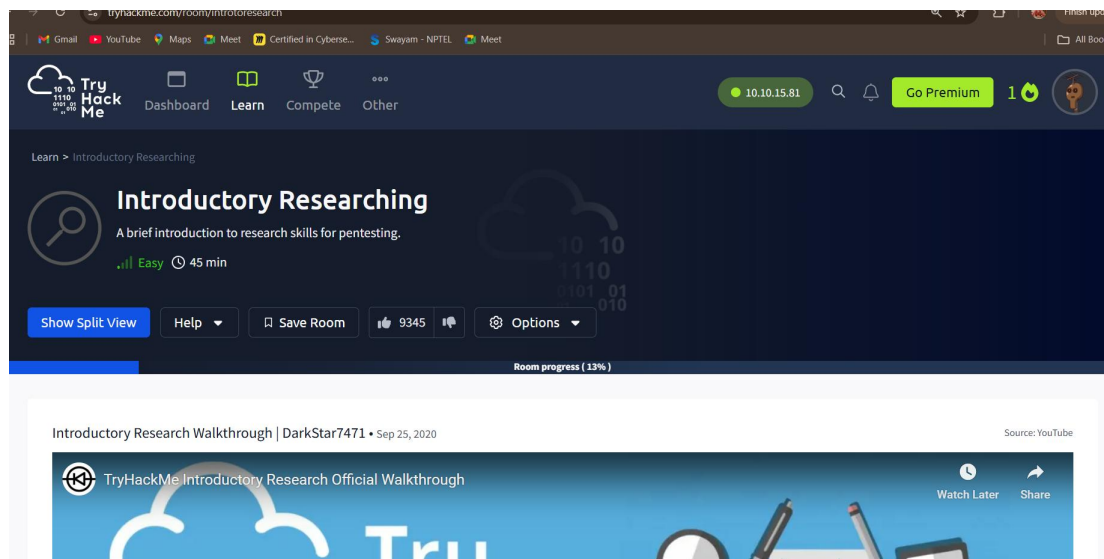 tryhackme.com/room/introtoresearch
Finish upd
Gmail YouTube Maps Meet Certified in Cyberse... Swayam - NPTEL Meet All Boo
Try Hack Me
Dashboard Learn Compete Other
10.10.15.81 Go Premium 1
Learn > Introductory Researching
Introductory Researching
A brief introduction to research skills for pentesting.
Easy 45 min
Show Split View Help Save Room 9345 Options
Room progress ( 13% )
Introductory Research Walkthrough | DarkStar7471 • Sep 25, 2020 Source: YouTube
TryHackMe Introductory Research Official Walkthrough
Watch Later Share
Try